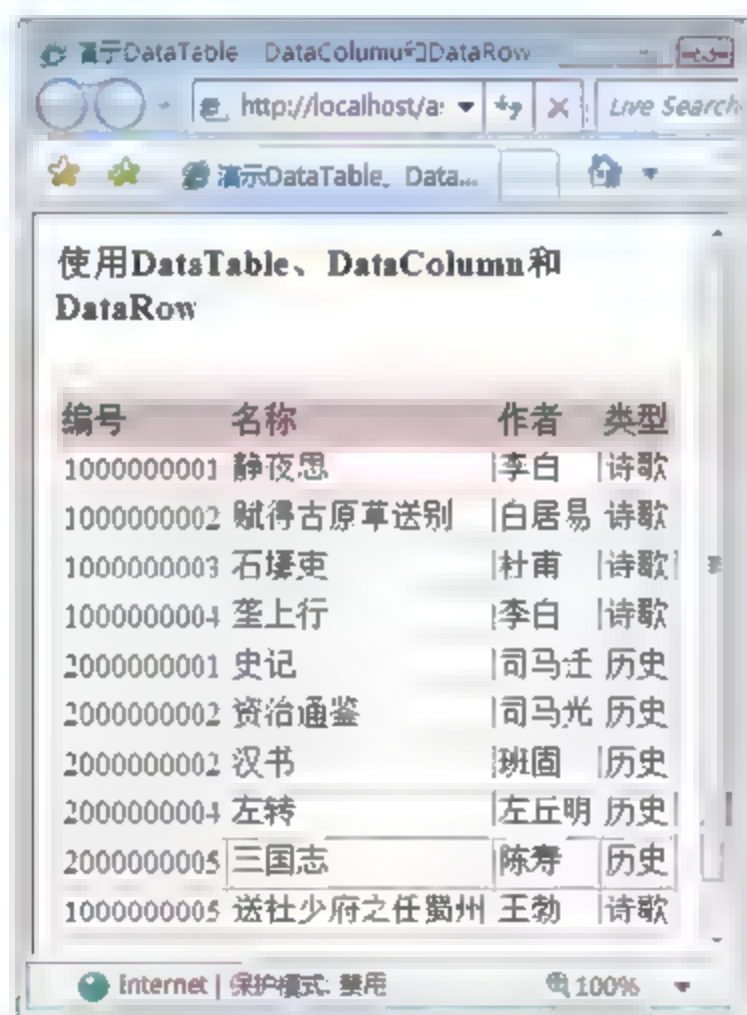 演示DataTable、DataColumu和DataRow
http://localhost/a: Live Search
演示DataTable、Data...
使用DataTable、DataColumn和
DataRow
编号 名称 作者 类型
1000000001 静夜思 李白 诗歌
1000000002 赋得古原草送别 白居易 诗歌
1000000003 石壕吏 杜甫 诗歌
1000000004 垄上行 李白 诗歌
2000000001 史记 司马迁 历史
2000000002 资治通鉴 司马光 历史
2000000002 汉书 班固 历史
2000000004 左转 左丘明 历史
2000000005 三国志 陈寿 历史
1000000005 送杜少府之任蜀州 王勃 诗歌
Internet | 保护模式: 禁用 100%